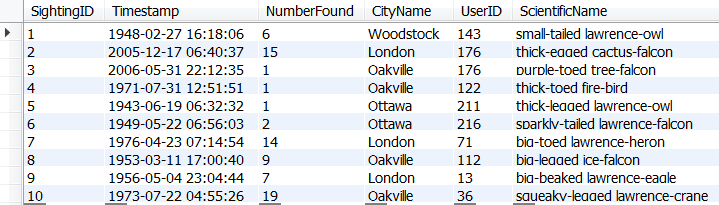 SightingID Timestamp NumberFound CityName UserID ScientificName
1 1948-02-27 16:18:06 6 Woodstock 143 small-tailed lawrence-owl
2 2005-12-17 06:40:37 15 London 176 thick-egged cactus-falcon
3 2006-05-31 22:12:35 1 Oakville 176 purple-toed tree-falcon
4 1971-07-31 12:51:51 1 Oakville 122 thick-toed fire-bird
5 1943-06-19 06:32:32 1 Ottawa 211 thick-legged lawrence-owl
6 1949-05-22 06:56:03 2 Ottawa 216 sparkly-tailed lawrence-falcon
7 1976-04-23 07:14:54 14 London 71 big-toed lawrence-heron
8 1953-03-11 17:00:40 9 Oakville 112 big-legged ice-falcon
9 1956-05-04 23:04:44 7 London 13 big-beaked lawrence-eagle
10 1973-07-22 04:55:26 19 Oakville 36 squeaky-legged lawrence-crane